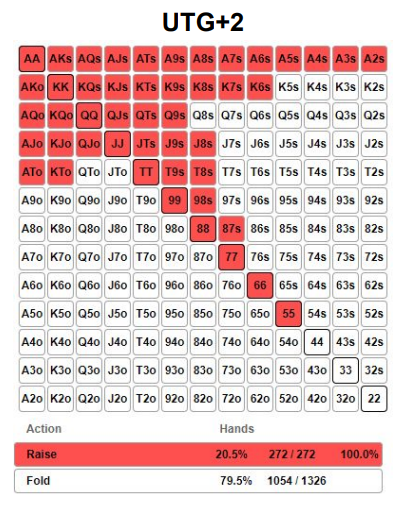 UTG+2
AA AKs AQs AJs ATs A9s A8s A7s A6s A5s A4s A3s A2s
AKo KK KQs KJs KTs K9s K8s K7s K6s K5s K4s K3s K2s
AQo KQo QQ QJs QTs Q9s Q8s Q7s Q6s Q5s Q4s Q3s Q2s
AJo KJo QJo JJ JTs J9s J8s J7s J6s J5s J4s J3s J2s
ATo KTo QTo JTo TT T9s T8s T7s T6s T5s T4s T3s T2s
A9o K9o Q9o J9o T9o 99 98s 97s 96s 95s 94s 93s 92s
A8o K8o Q8o J8o T8o 98o 88 87s 86s 85s 84s 83s 82s
A7o K7o Q7o J7o T7o 97o 87o 77 76s 75s 74s 73s 72s
A6o K6o Q6o J6o T6o 96o 86o 76o 66 65s 64s 63s 62s
A5o K5o Q5o J5o T5o 95o 85o 75o 65o 55 54s 53s 52s
A4o K4o Q4o J4o T4o 94o 84o 74o 64o 54o 44 43s 42s
A3o K3o Q3o J3o T3o 93o 83o 73o 63o 53o 43o 33 32s
A2o K2o Q2o J2o T2o 92o 82o 72o 62o 52o 42o 32o 22
Action Hands
Raise 20.5% 272 / 272 100.0%
Fold 79.5% 1054 / 1326